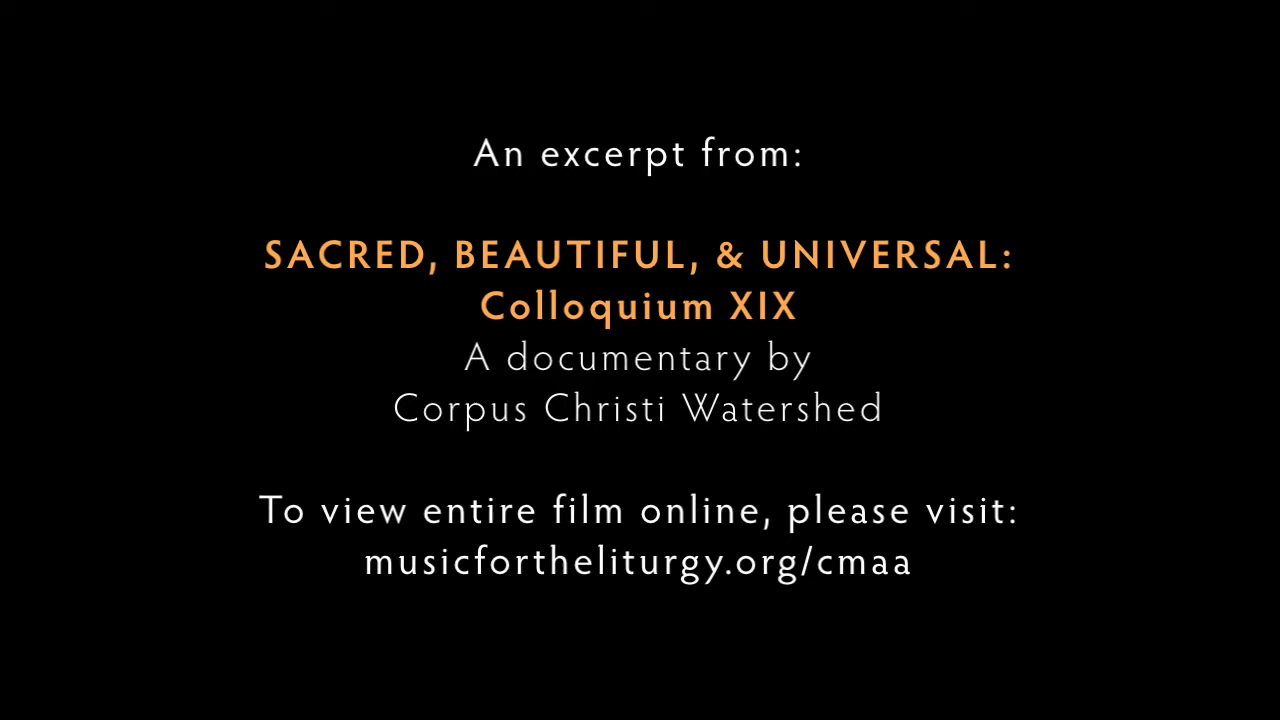 An excerpt from:
SACRED, BEAUTIFUL, & UNIVERSAL:
Colloquium XIX
A documentary by
Corpus Christi Watershed
To view entire film online, please visit:
musicfortheliturgy.org/cmaa